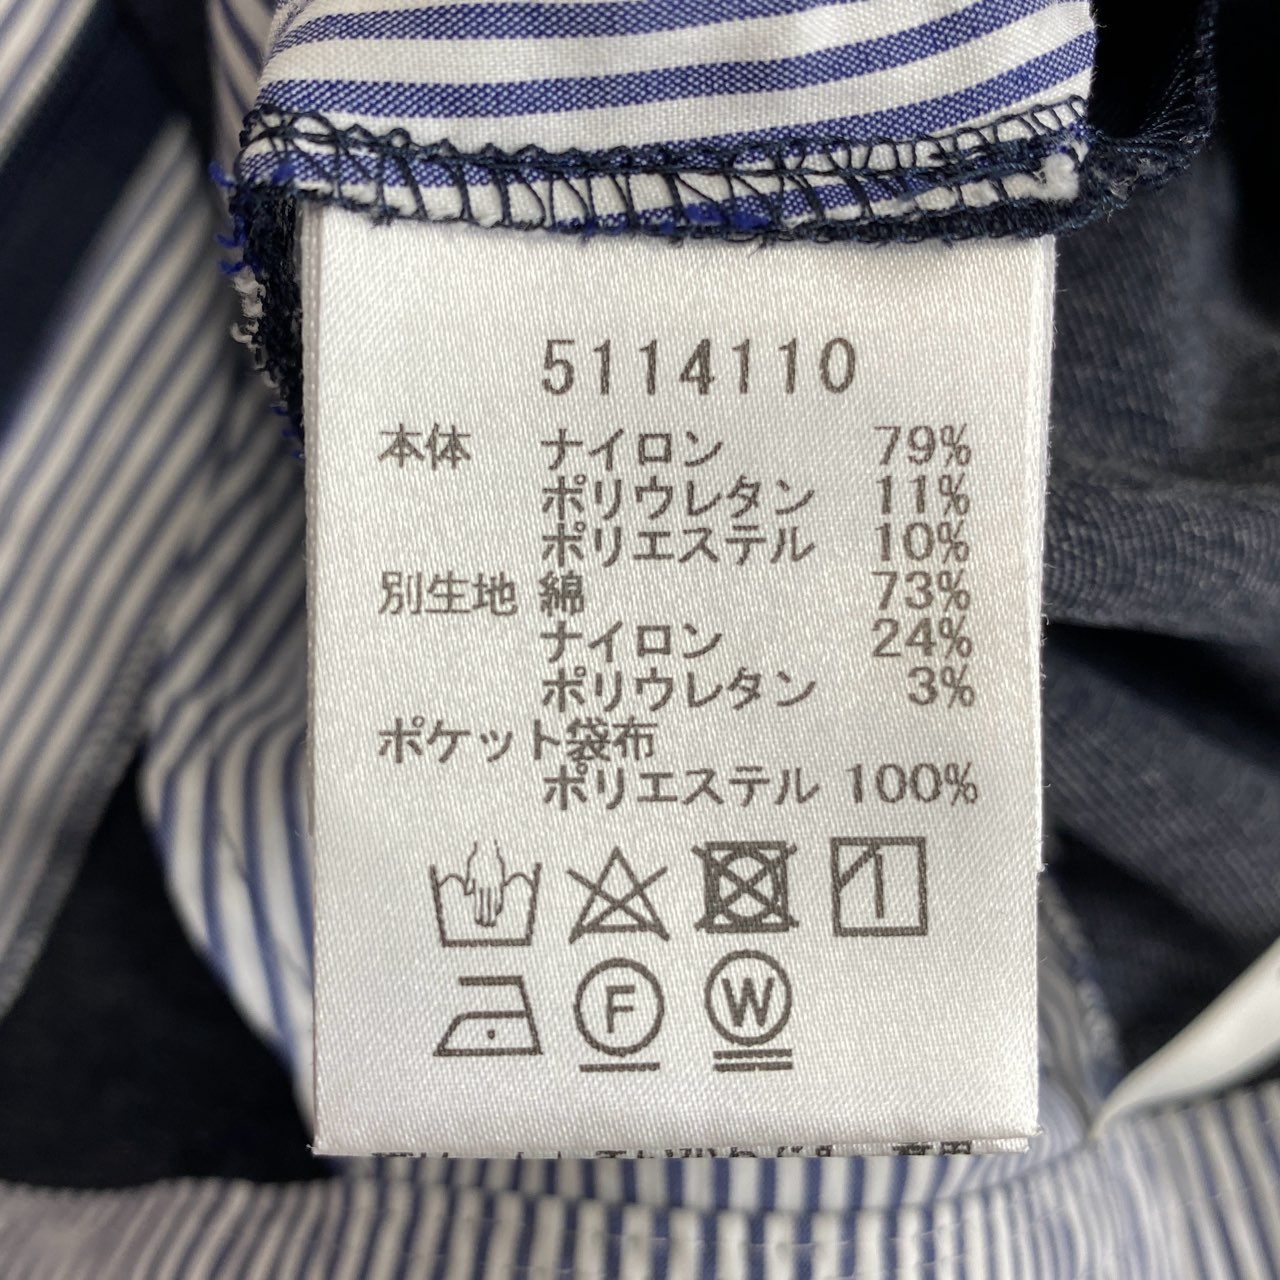 5114110
本体 ナイロン 79%
ポリウレタン 11%
ポリエステル 10%
別生地 綿 73%
ナイロン 24%
ポリウレタン 3%
ポケット袋布
ポリエステル 100%
F W